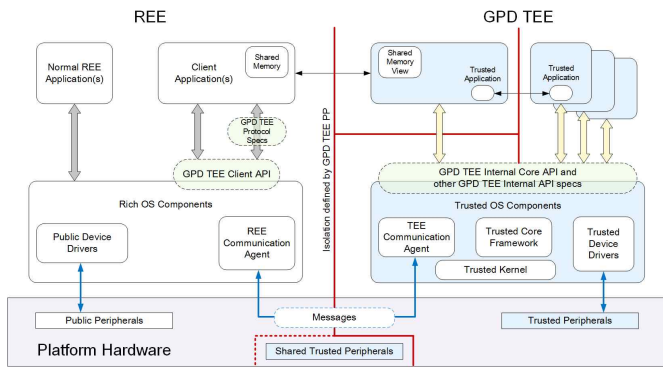 REE
GPD TEE
Normal REE
Application(s)
Client
Application(s)
Shared
Memory
Shared
Memory
View
Trusted
Application
Trusted
Application
GPD TEE
Protocol
Specs
GPD TEE Client API
Isolation defined by GPD TEE PP
GPD TEE Internal Core API and
other GPD TEE Internal API specs
Rich OS Components
Trusted OS Components
Public Device
Drivers
REE
Communication
Agent
TEE
Communication
Agent
Trusted Core
Framework
Trusted
Device
Drivers
Trusted Kernel
Public Peripherals
Messages
Trusted Peripherals
Platform Hardware
Shared Trusted Peripherals